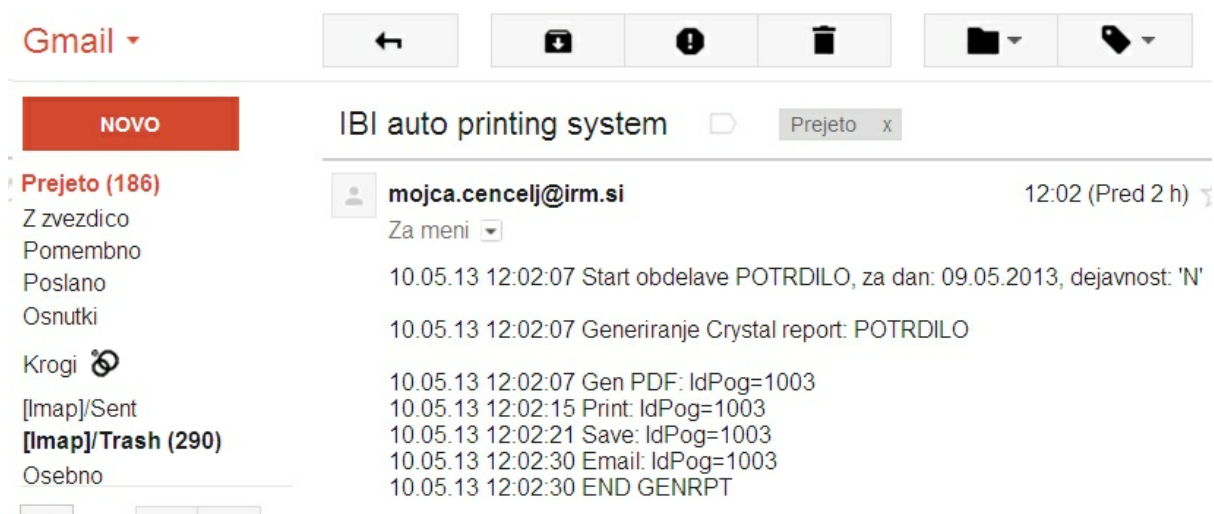 Gmail
NOVO
IBI auto printing system
Prejeto x
Prejeto (186)
Z zvezdico
Pomembno
Poslano
Osnutki
Krogi
[Imap]/Sent
[Imap]/Trash (290)
Osebno
mojca.cencelj@irm.si
12:02 (Pred 2 h)
Za meni
10.05.13 12:02:07 Start obdelave POTRDILO, za dan: 09.05.2013, dejavnost: 'N'
10.05.13 12:02:07 Generiranje Crystal report: POTRDILO
10.05.13 12:02:07 Gen PDF: IdPog=1003
10.05.13 12:02:15 Print: IdPog=1003
10.05.13 12:02:21 Save: IdPog=1003
10.05.13 12:02:30 Email: IdPog=1003
10.05.13 12:02:30 END GENRPT